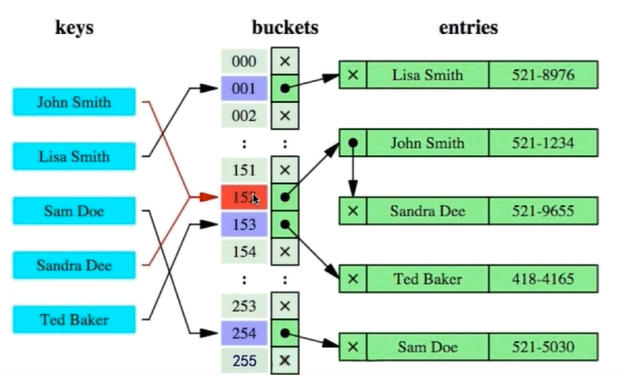 keys buckets entries
000 ×
001 × Lisa Smith 521-8976
John Smith
002 ×
: :
Lisa Smith
John Smith 521-1234
151 ×
152
Sam Doe
× Sandra Dee 521-9655
153
154 ×
Sandra Dee
: :
× Ted Baker 418-4165
253 ×
Ted Baker
254
× Sam Doe 521-5030
255 ×